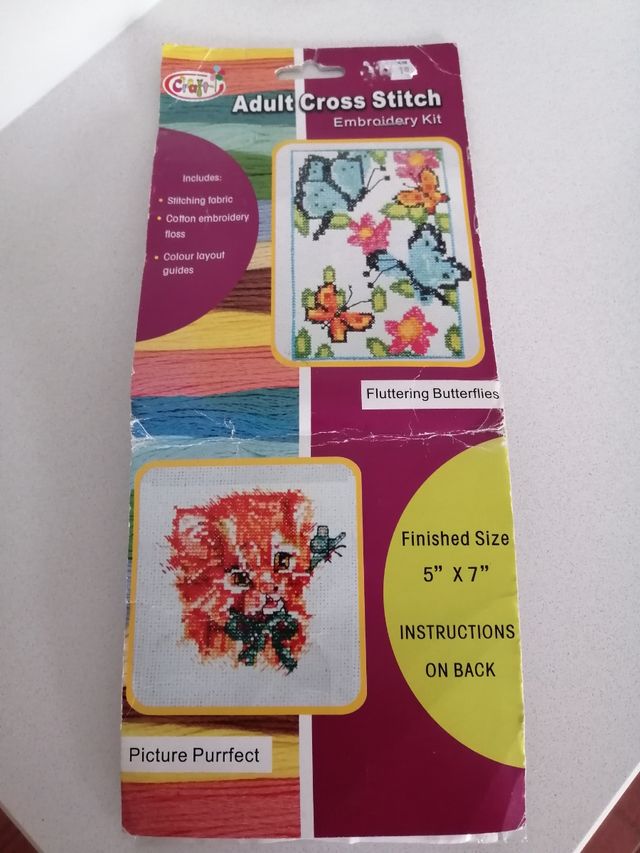 Craft
Adult Cross Stitch
Embroidery Kit
Includes:
• Stitching fabric
• Cotton embroidery
floss
• Colour layout
guides
Fluttering Butterflies
Finished Size
5” X 7”
INSTRUCTIONS
ON BACK
Picture Purrfect